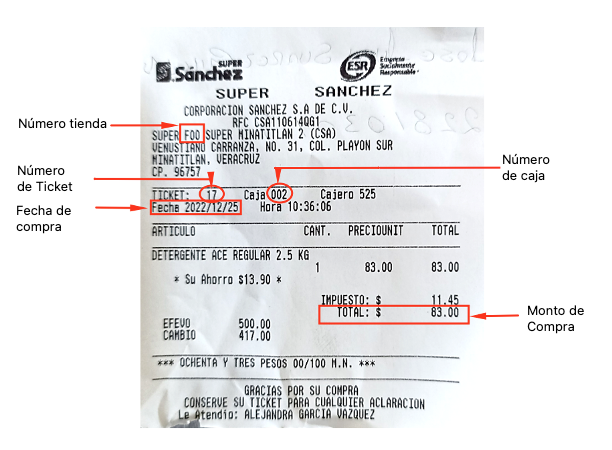 SUPER
Sánchez
ESR
Empresa
Socialmente
Responsable
SUPER SANCHEZ
CORPORACION SANCHEZ S.A DE C.V.
RFC CSA110614QG1
Número tienda
SUPER F00 SUPER MINATITLAN 2 (CSA)
VENUSTIANO CARRANZA, NO. 31, COL. PLAYON SUR
MINATITLAN, VERACRUZ
CP. 96757
Número
de Ticket
Número
de caja
TICKET: 17 Caja 002 Cajero 525
Fecha de
compra
Fecha 2022/12/25 Hora 10:36:06
ARTICULO CANT. PRECIOUNIT TOTAL
DETERGENTE ACE REGULAR 2.5 KG
1 83.00 83.00
* Su Ahorro $13.90 *
IMPUESTO: $ 11.45
TOTAL: $ 83.00
Monto de
Compra
EFEVO 500.00
CAMBIO 417.00
*** OCHENTA Y TRES PESOS 00/100 M.N. ***
GRACIAS POR SU COMPRA
CONSERVE SU TICKET PARA CUALQUIER ACLARACION
Le Atendio: ALEJANDRA GARCIA VAZQUEZ